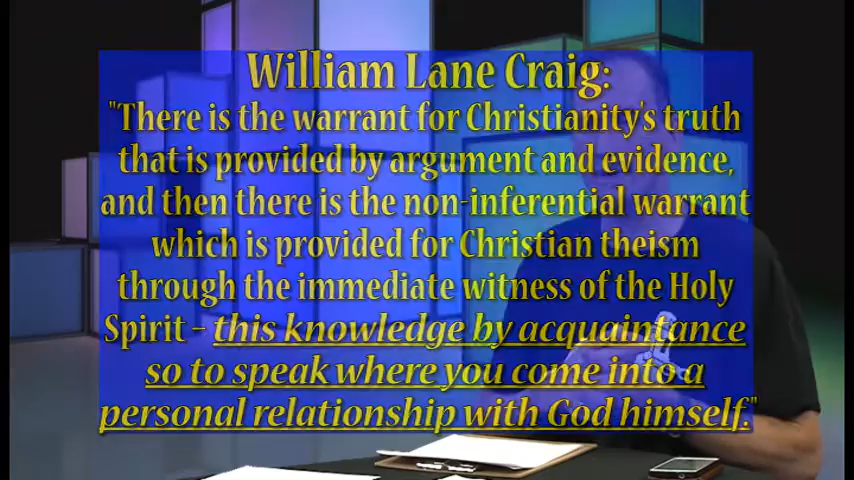 William Lane Craig:
"There is the warrant for Christianity's truth
that is provided by argument and evidence,
and then there is the non-inferential warrant
which is provided for Christian theism
through the immediate witness of the Holy
Spirit – this knowledge by acquaintance
so to speak where you come into a
personal relationship with God himself."